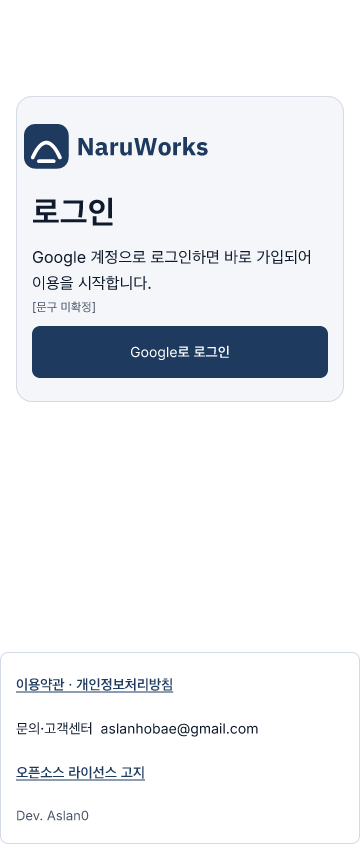 NaruWorks
로그인
Google 계정으로 로그인하면 바로 가입되어
이용을 시작합니다.
[문구 미확정]
Google로 로그인
이용약관 · 개인정보처리방침
문의·고객센터 aslanhobae@gmail.com
오픈소스 라이선스 고지
Dev. Aslan0